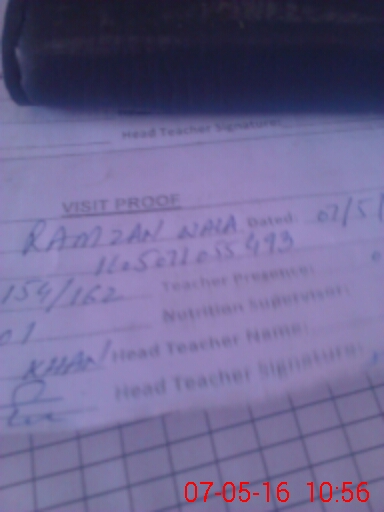 Head Teacher Signature:
VISIT PROOF
RAMZAN WALA Dated: 07/5/
154/162 Teacher Presence:
01 Nutrition Supervisor:
KHAN Head Teacher Name:
Head Teacher Signature:
07-05-16 10:56